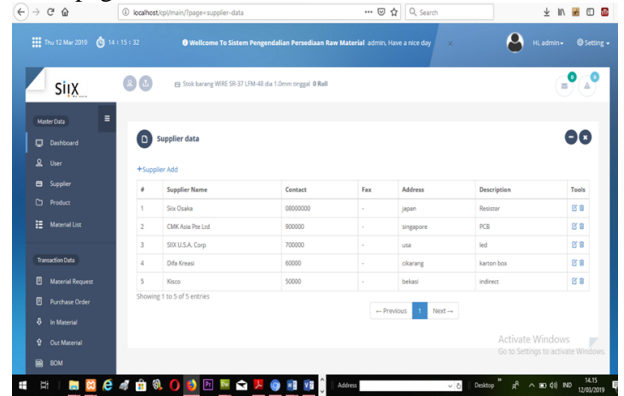 localhost/cpl/main/?page=supplier-data
Search
Thu 12 Mar 2019 14 : 15 : 32
Wellcome To Sistem Pengendalian Persediaan Raw Material admin, Have a nice day ×
Hi, admin
Setting
SIIX
Stok barang WIRE SR-37 LFM-48 dia 1.0mm tinggal 0 Roll
0
0
Master Data
Dashboard
User
Supplier
Product
Material List
Transaction Data
Material Request
Purchase Order
In Material
Out Material
BOM
Supplier data
+Supplier Add
# Supplier Name Contact Fax Address Description Tools
1 Siix Osaka 08000000 - japan Resistor
2 CMK Asia Pte Ltd 900000 - singapore PCB
3 SIIX U.S.A. Corp 700000 - usa led
4 Difa Kreasi 60000 - cikarang karton box
5 Kisco 50000 - bekasi indirect
Showing 1 to 5 of 5 entries
← Previous 1 Next →
Activate Windows
Go to Settings to activate Windows.
Address
Desktop
IND
14.15
12/03/2019